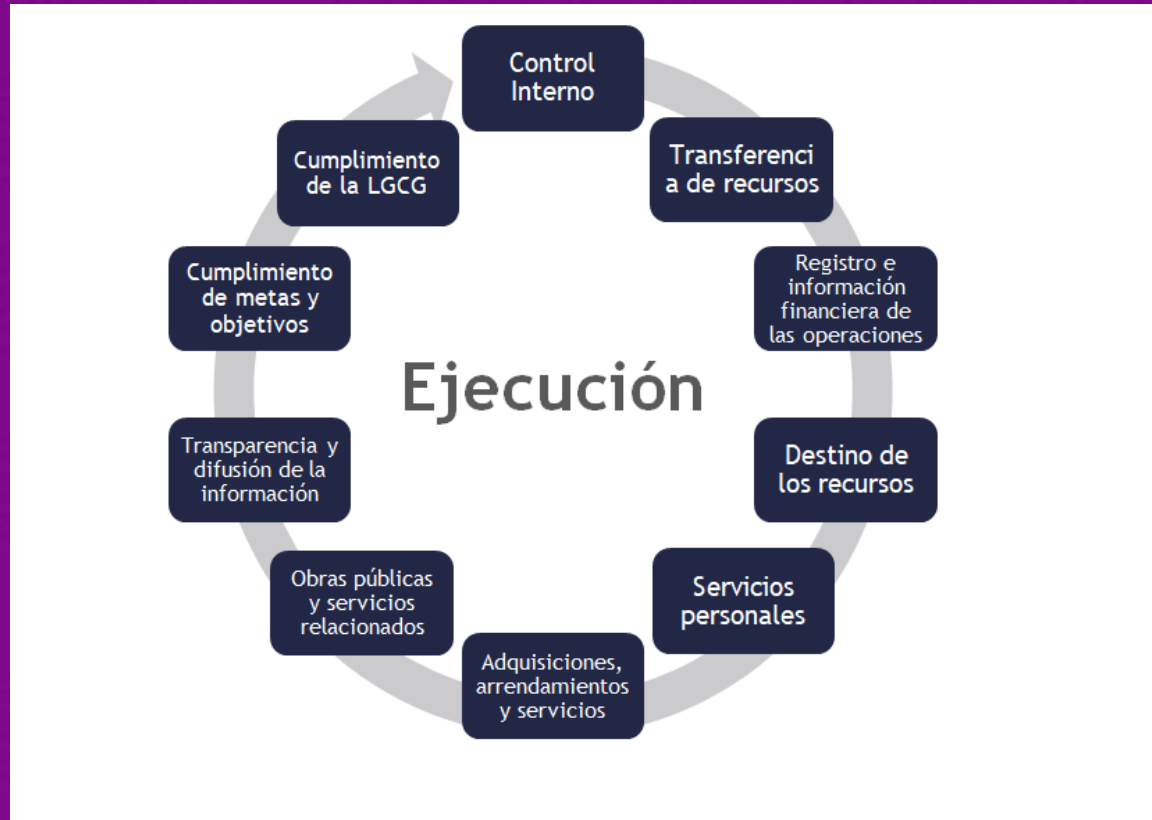 Control
Interno
Transferenci
a de recursos
Registro e
información
financiera de
las operaciones
Destino de
los recursos
Servicios
personales
Adquisiciones,
arrendamientos
y servicios
Obras públicas
y servicios
relacionados
Transparencia y
difusión de la
información
Cumplimiento
de metas y
objetivos
Cumplimiento
de la LGCG
Ejecución